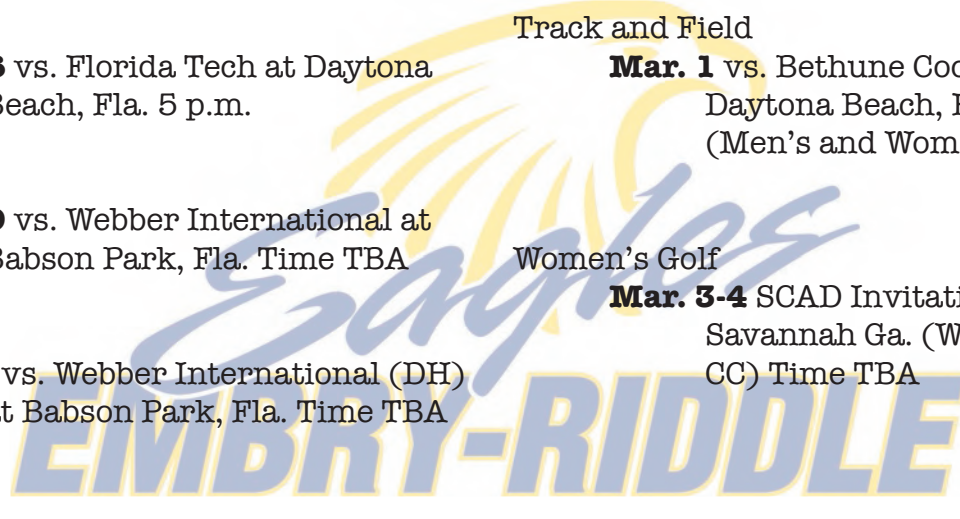 vs. Florida Tech at Daytona
Beach, Fla. 5 p.m.
vs. Webber International at
Babson Park, Fla. Time TBA
vs. Webber International (DH)
at Babson Park, Fla. Time TBA
Track and Field
Mar. 1 vs. Bethune
Daytona Beach,
(Men's and
Women's Golf
Mar. 3-4 SCAD
Savannah Ga.
CC) Time TBA
Eagles
EMBRY-RIDDLE